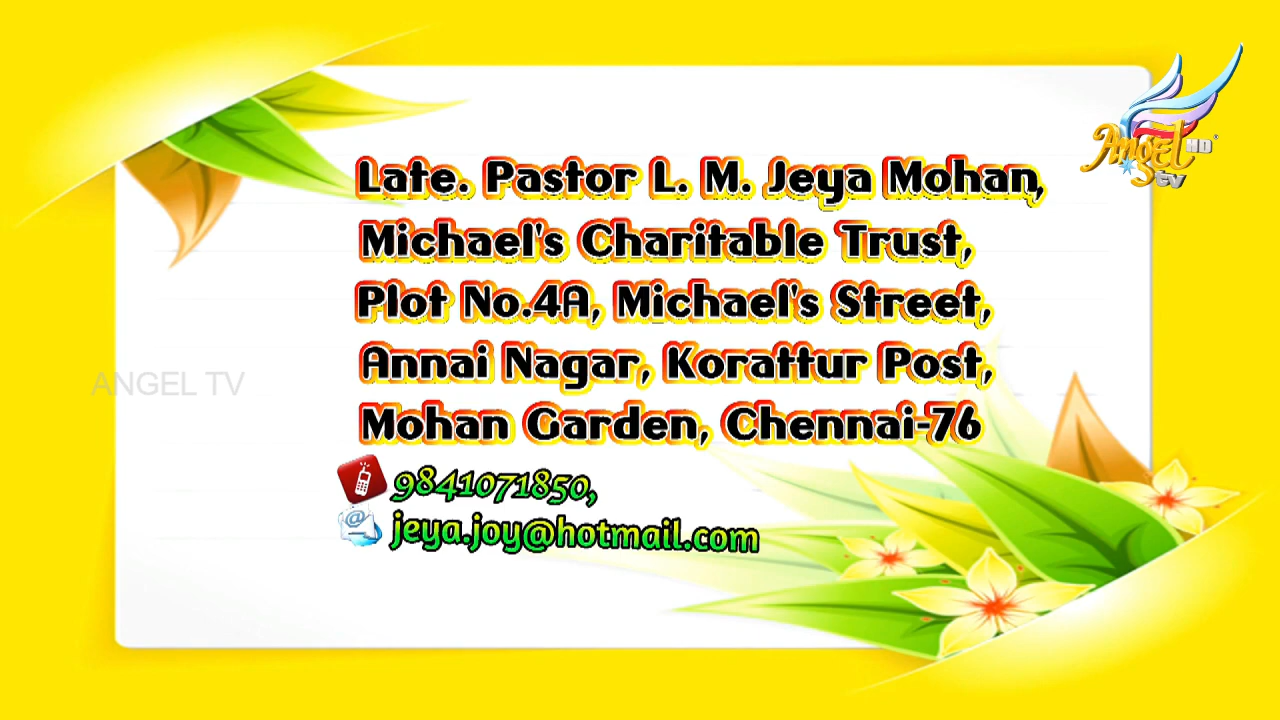 Angel HD
tv
Late. Pastor L. M. Jeya Mohan,
Michael's Charitable Trust,
Plot No.4A, Michael's Street,
Annai Nagar, Korattur Post,
ANGEL TV
Mohan Garden, Chennai-76
9841071850,
jeya.joy@hotmail.com